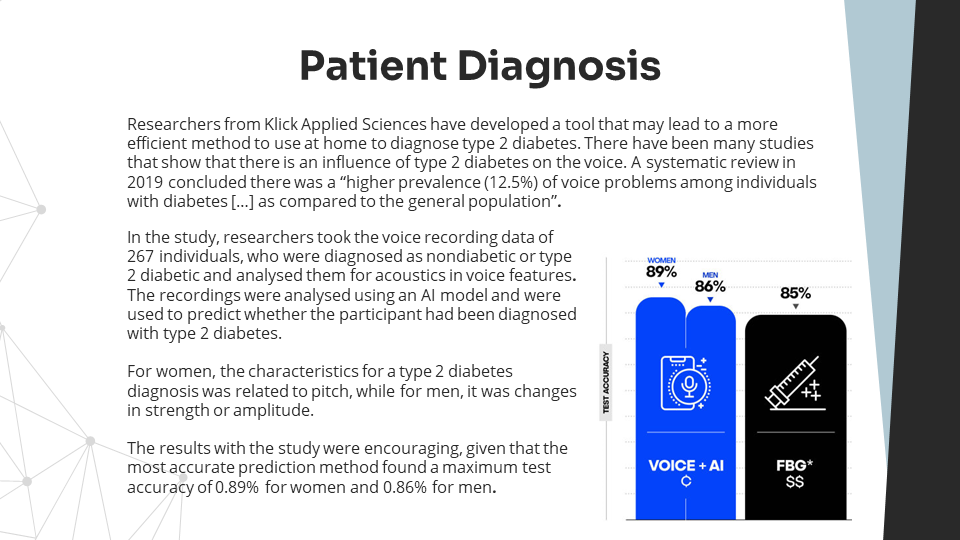 Patient Diagnosis
Researchers from Klick Applied Sciences have developed a tool that may lead to a more
efficient method to use at home to diagnose type 2 diabetes. There have been many studies
that show that there is an influence of type 2 diabetes on the voice. A systematic review in
2019 concluded there was a “higher prevalence (12.5%) of voice problems among individuals
with diabetes […] as compared to the general population”.
In the study, researchers took the voice recording data of
267 individuals, who were diagnosed as nondiabetic or type
2 diabetic and analysed them for acoustics in voice features.
The recordings were analysed using an AI model and were
used to predict whether the participant had been diagnosed
with type 2 diabetes.
For women, the characteristics for a type 2 diabetes
diagnosis was related to pitch, while for men, it was changes
in strength or amplitude.
The results with the study were encouraging, given that the
most accurate prediction method found a maximum test
accuracy of 0.89% for women and 0.86% for men.
TEST ACCURACY
WOMEN
89%
MEN
86%
85%
VOICE + AI
¢
FBG*
$$